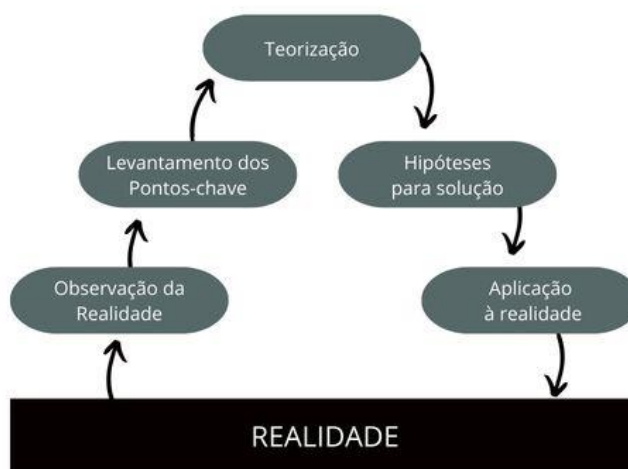 Teorização
Levantamento dos
Pontos-chave
Hipóteses
para solução
Observação da
Realidade
Aplicação
à realidade
REALIDADE